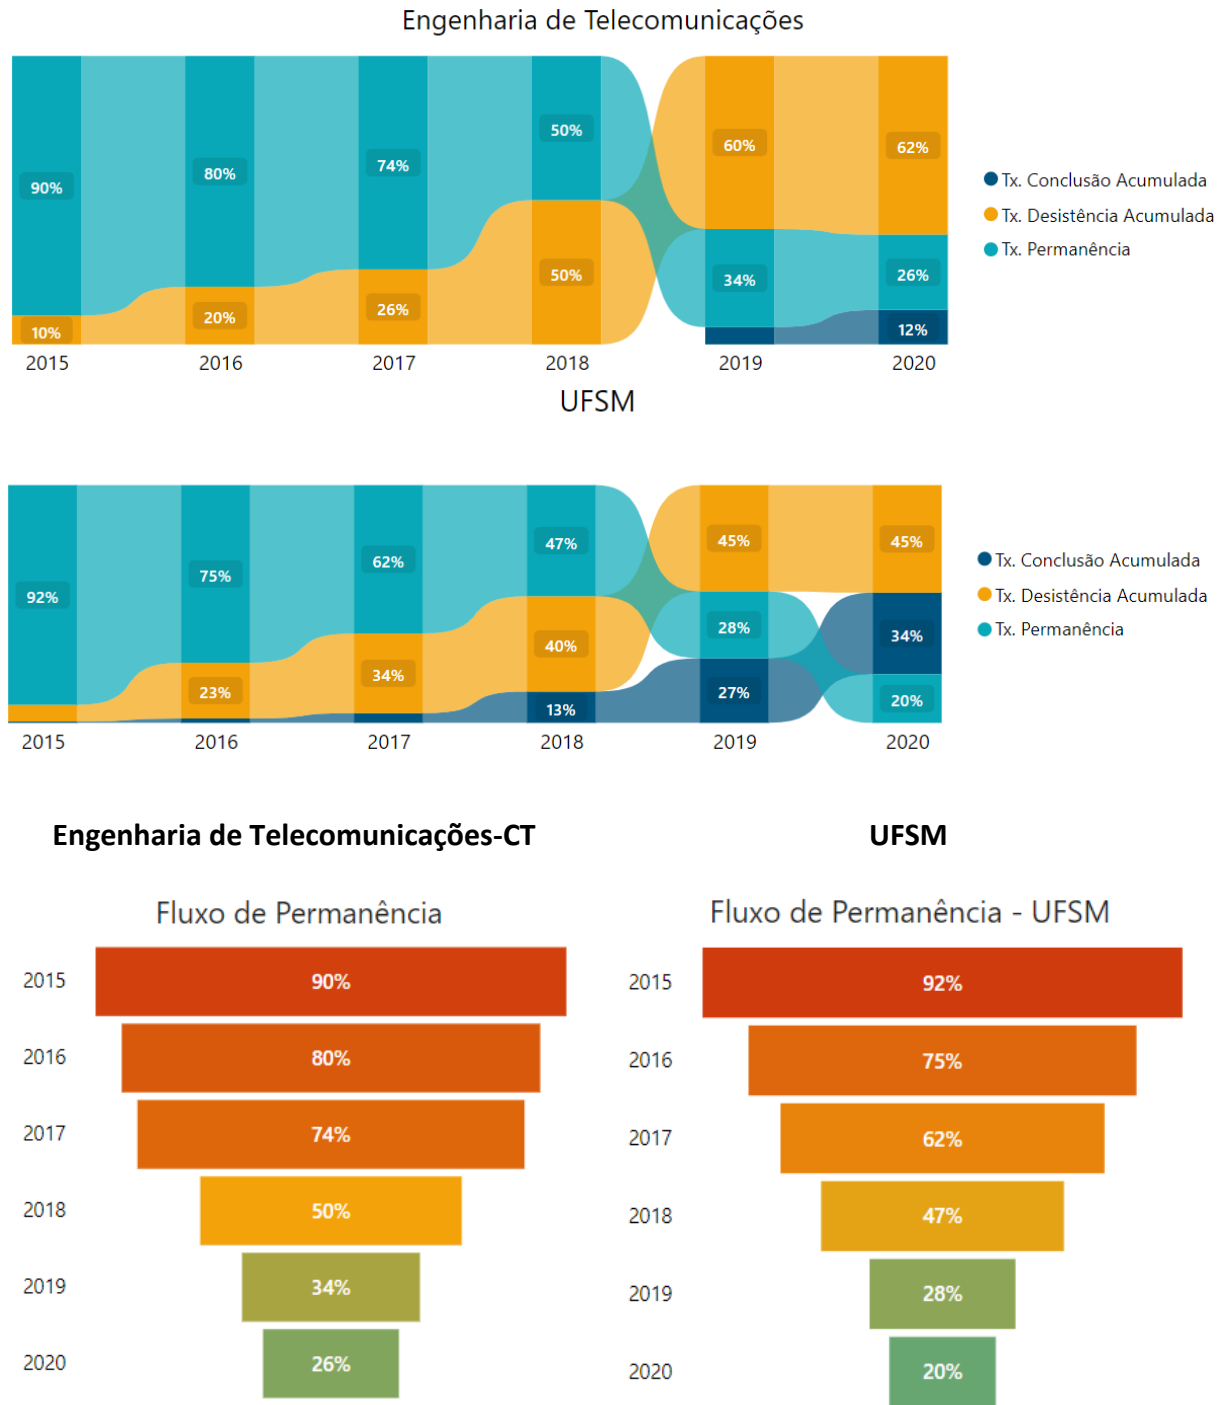 Engenharia de Telecomunicações
90%
80%
74%
50%
60%
62%
10%
20%
26%
50%
34%
26%
12%
Tx. Conclusão Acumulada
Tx. Desistência Acumulada
Tx. Permanência
2015 2016 2017 2018 2019 2020
UFSM
92%
75%
62%
47%
45%
45%
23%
34%
40%
28%
34%
13%
27%
20%
Tx. Conclusão Acumulada
Tx. Desistência Acumulada
Tx. Permanência
2015 2016 2017 2018 2019 2020
Engenharia de Telecomunicações-CT
Fluxo de Permanência
2015 90%
2016 80%
2017 74%
2018 50%
2019 34%
2020 26%
UFSM
Fluxo de Permanência - UFSM
2015 92%
2016 75%
2017 62%
2018 47%
2019 28%
2020 20%